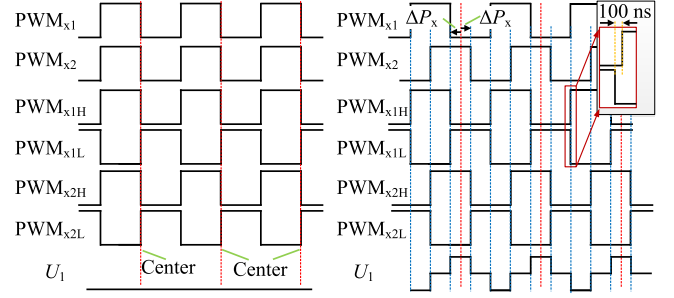 PWMx1
PWMx2
PWMx1H
PWMx1L
PWMx2H
PWMx2L
U1
Center
Center
PWMx1
ΔPx
ΔPx
100 ns
PWMx2
PWMx1H
PWMx1L
PWMx2H
PWMx2L
U1